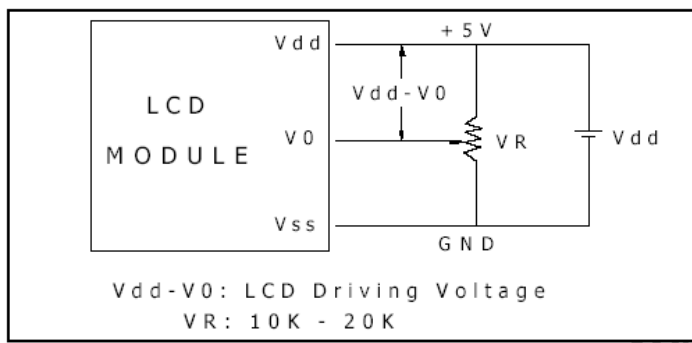 Vdd
+5V
LCD
MODULE
Vdd-V0
V0
VR
Vdd
Vss
GND
Vdd-V0: LCD Driving Voltage
VR: 10K - 20K